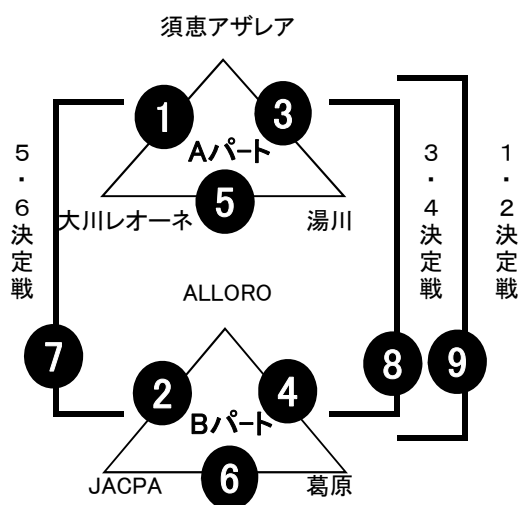 須恵アザレア
1
3
Aパート
5
大川レオーネ
湯川
5・6決定戦
3・4決定戦
1・2決定戦
ALLORO
7
8
9
2
4
Bパート
6
JACPA
葛原